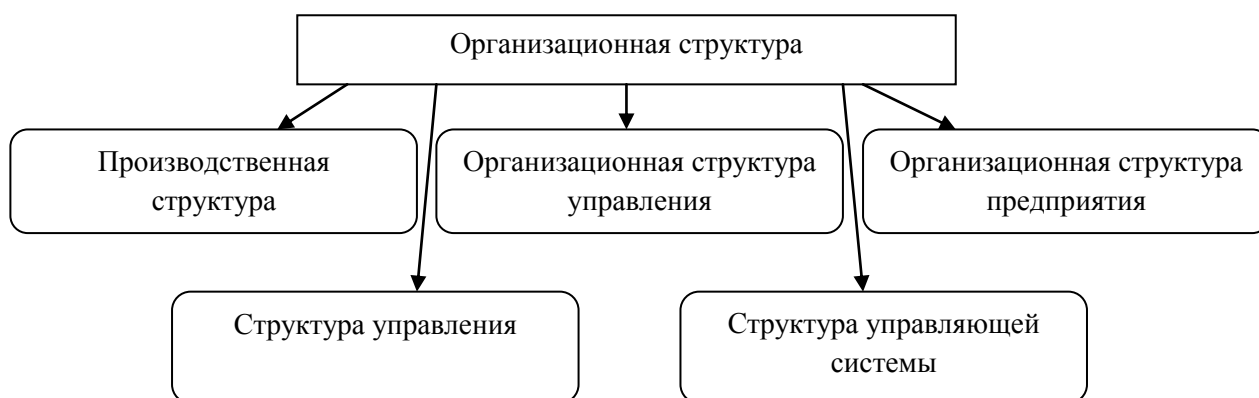 Организационная структура
Производственная
структура
Организационная структура
управления
Организационная структура
предприятия
Структура управления
Структура управляющей
системы